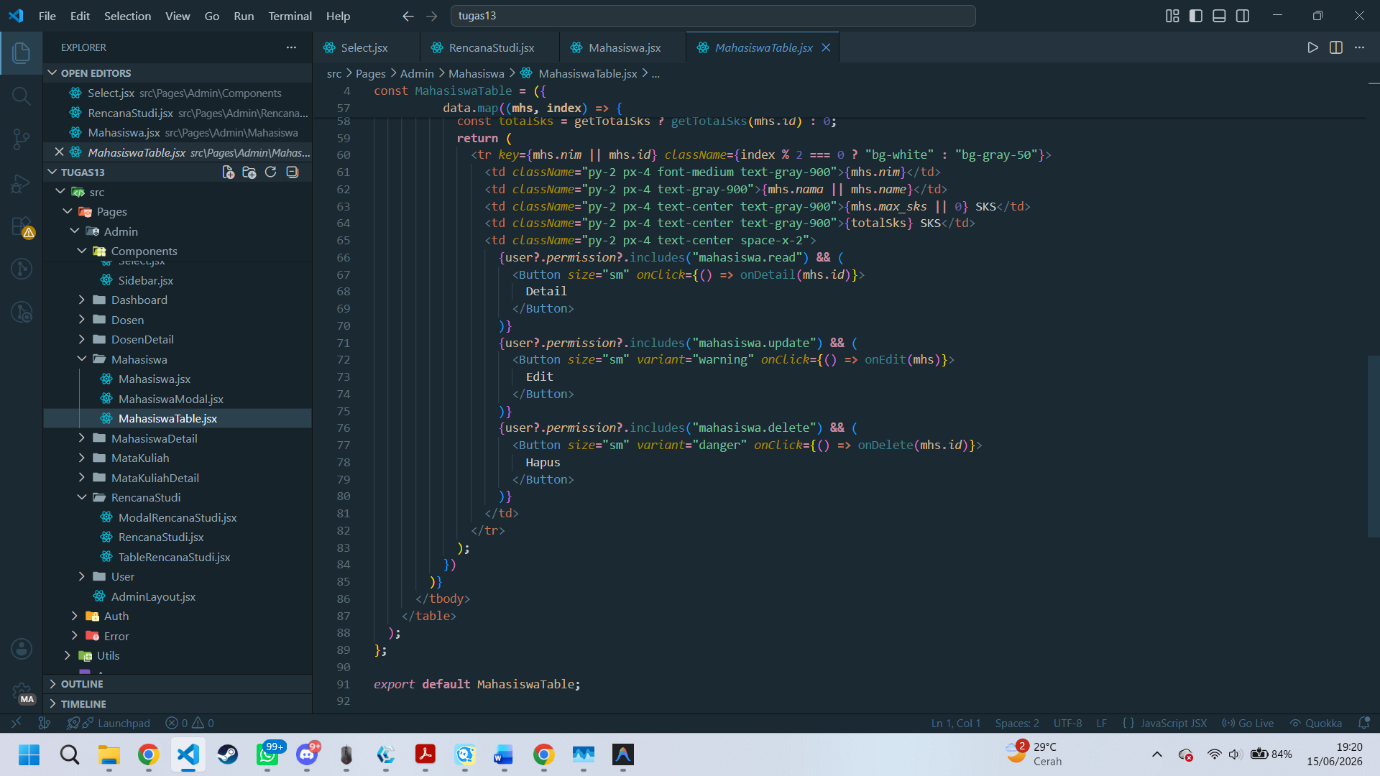 File Edit Selection View Go Run Terminal Help
tugas13
EXPLORER
OPEN EDITORS
Select.jsx src\Pages\Admin\Components
RencanaStudi.jsx src\Pages\Admin\Rencana...
Mahasiswa.jsx src\Pages\Admin\Mahasiswa
MahasiswaTable.jsx src\Pages\Admin\Mahas...
TUGAS13
src
Pages
Admin
Components
Select.jsx
Sidebar.jsx
Dashboard
Dosen
DosenDetail
Mahasiswa
Mahasiswa.jsx
MahasiswaModal.jsx
MahasiswaTable.jsx
MahasiswaDetail
MataKuliah
MataKuliahDetail
RencanaStudi
ModalRencanaStudi.jsx
RencanaStudi.jsx
TableRencanaStudi.jsx
User
AdminLayout.jsx
Auth
Error
Utils
OUTLINE
TIMELINE
MA
Select.jsx RencanaStudi.jsx Mahasiswa.jsx MahasiswaTable.jsx
src > Pages > Admin > Mahasiswa > MahasiswaTable.jsx > ...
4 const MahasiswaTable = ({
57 data.map((mhs, index) => {
58 const totalSks = getTotalSks ? getTotalSks(mhs.id) : 0;
59 return (
60 <tr key={mhs.nim || mhs.id} className={index % 2 === 0 ? "bg-white" : "bg-gray-50"}>
61 <td className="py-2 px-4 font-medium text-gray-900">{mhs.nim}</td>
62 <td className="py-2 px-4 text-gray-900">{mhs.nama || mhs.name}</td>
63 <td className="py-2 px-4 text-center text-gray-900">{mhs.max_sks || 0} SKS</td>
64 <td className="py-2 px-4 text-center text-gray-900">{totalSks} SKS</td>
65 <td className="py-2 px-4 text-center space-x-2">
66 {user?.permission?.includes("mahasiswa.read") && (
67 <Button size="sm" onClick={() => onDetail(mhs.id)}>
68 Detail
69 </Button>
70 )}
71 {user?.permission?.includes("mahasiswa.update") && (
72 <Button size="sm" variant="warning" onClick={() => onEdit(mhs)}>
73 Edit
74 </Button>
75 )}
76 {user?.permission?.includes("mahasiswa.delete") && (
77 <Button size="sm" variant="danger" onClick={() => onDelete(mhs.id)}>
78 Hapus
79 </Button>
80 )}
81 </td>
82 </tr>
83 );
84 })
85 )}
86 </tbody>
87 </table>
88 );
89 };
90
91 export default MahasiswaTable;
92
Launchpad 0 0 Ln 1, Col 1 Spaces: 2 UTF-8 LF { } JavaScript JSX Go Live Quokka
99+ 9+ 2 29°C Cerah 84% 19:20 15/06/2026